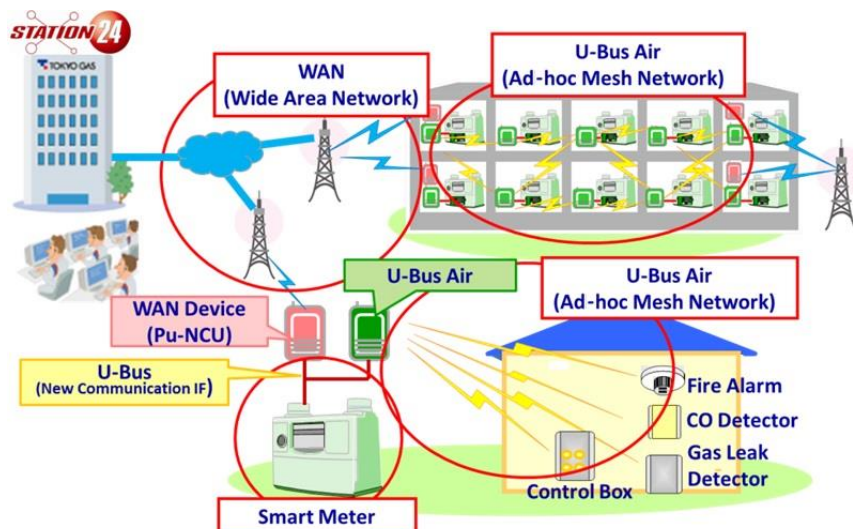 STATION 24
TOKYO GAS
WAN
(Wide Area Network)
U-Bus Air
(Ad-hoc Mesh Network)
U-Bus Air
WAN Device
(Pu-NCU)
U-Bus
(New Communication IF)
Smart Meter
U-Bus Air
(Ad-hoc Mesh Network)
Fire Alarm
CO Detector
Gas Leak
Detector
Control Box